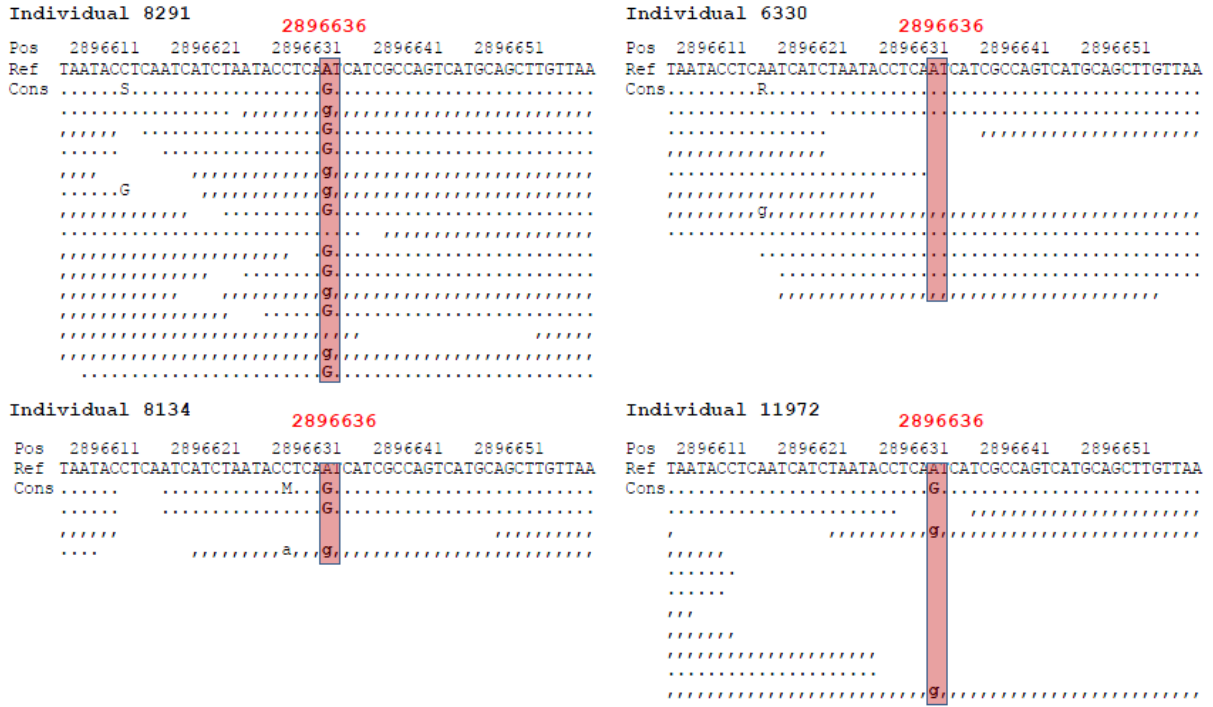 Individual 8291
2896636
Pos 2896611 2896621 2896631 2896641 2896651
Ref TAATACCTCAATCATCTAATACCTCAATCATCGCCAGTCATGCAGCTTGTTAA
Cons ......S...................G..........................
................. ,,,,,,,,g,,,,,,,,,,,,,,,,,,,,,,,,,,
,,,,,, ..................G..........................
...... ................G..........................
,,,, ,,,,,,,,,,,,,g,,,,,,,,,,,,,,,,,,,,,,,,,,
......G ,,,,,,,,,,,,g,,,,,,,,,,,,,,,,,,,,,,,,,,
,,,,,,,,,,,,, ..........G..........................
.............................. ,,,,,,,,,,,,,,,,,,,,,
,,,,,,,,,,,,,,,,,,,,,,, .G..........................
,,,,,,,,,,,,,,, ........G..........................
,,,,,,,,,,,, ,,,,,,,,,,g,,,,,,,,,,,,,,,,,,,,,,,,,,
,,,,,,,,,,,,,,,,, ......G..........................
,,,,,,,,,,,,,,,,,,,,,,,,,,,,,, ,,,,,,
,,,,,,,,,,,,,,,,,,,,,,,,,,g,,,,,,,,,,,,,,,,,,,,,,,,,,
........................G..........................
Individual 6330
2896636
Pos 2896611 2896621 2896631 2896641 2896651
Ref TAATACCTCAATCATCTAATACCTCAATCATCGCCAGTCATGCAGCTTGTTAA
Cons.........R...........................................
............... .....................................
................ ,,,,,,,,,,,,,,,,,,,,,,
,,,,,,,,,,,,,,,,
..........................
,,,,,,,,,,,,,,,,,,,,,
,,,,,,,,,g,,,,,,,,,,,,,,,,,,,,,,,,,,,,,,,,,,,,,,,,,,,
.....................................................
............................................
..........................................
,,,,,,,,,,,,,,,,,,,,,,,,,,,,,,,,,,,,,,
Individual 8134
2896636
Pos 2896611 2896621 2896631 2896641 2896651
Ref TAATACCTCAATCATCTAATACCTCAATCATCGCCAGTCATGCAGCTTGTTAA
Cons ...... ............M...G..........................
...... ................G..........................
,,,,,, ,,,,,,,,,,
.... ,,,,,,,,,a,,,g,,,,,,,,,,,,,,,,,,,,,,,,,,
Individual 11972
2896636
Pos 2896611 2896621 2896631 2896641 2896651
Ref TAATACCTCAATCATCTAATACCTCAATCATCGCCAGTCATGCAGCTTGTTAA
Cons..........................G..........................
....................... ,,,,,,,,,,,,,,,,,,,,,,,
, ,,,,,,,,,,g,,,,,,,,,,,,,,,,,,,,,,,,,,
,,,,,,
.......
......
,,,
,,,,,,,
,,,,,,,,,,,,,,,,,,,,,
.....................
,,,,,,,,,,,,,,,,,,,,,,,,,,g,,,,,,,,,,,,,,,,,,,,,,,,,,